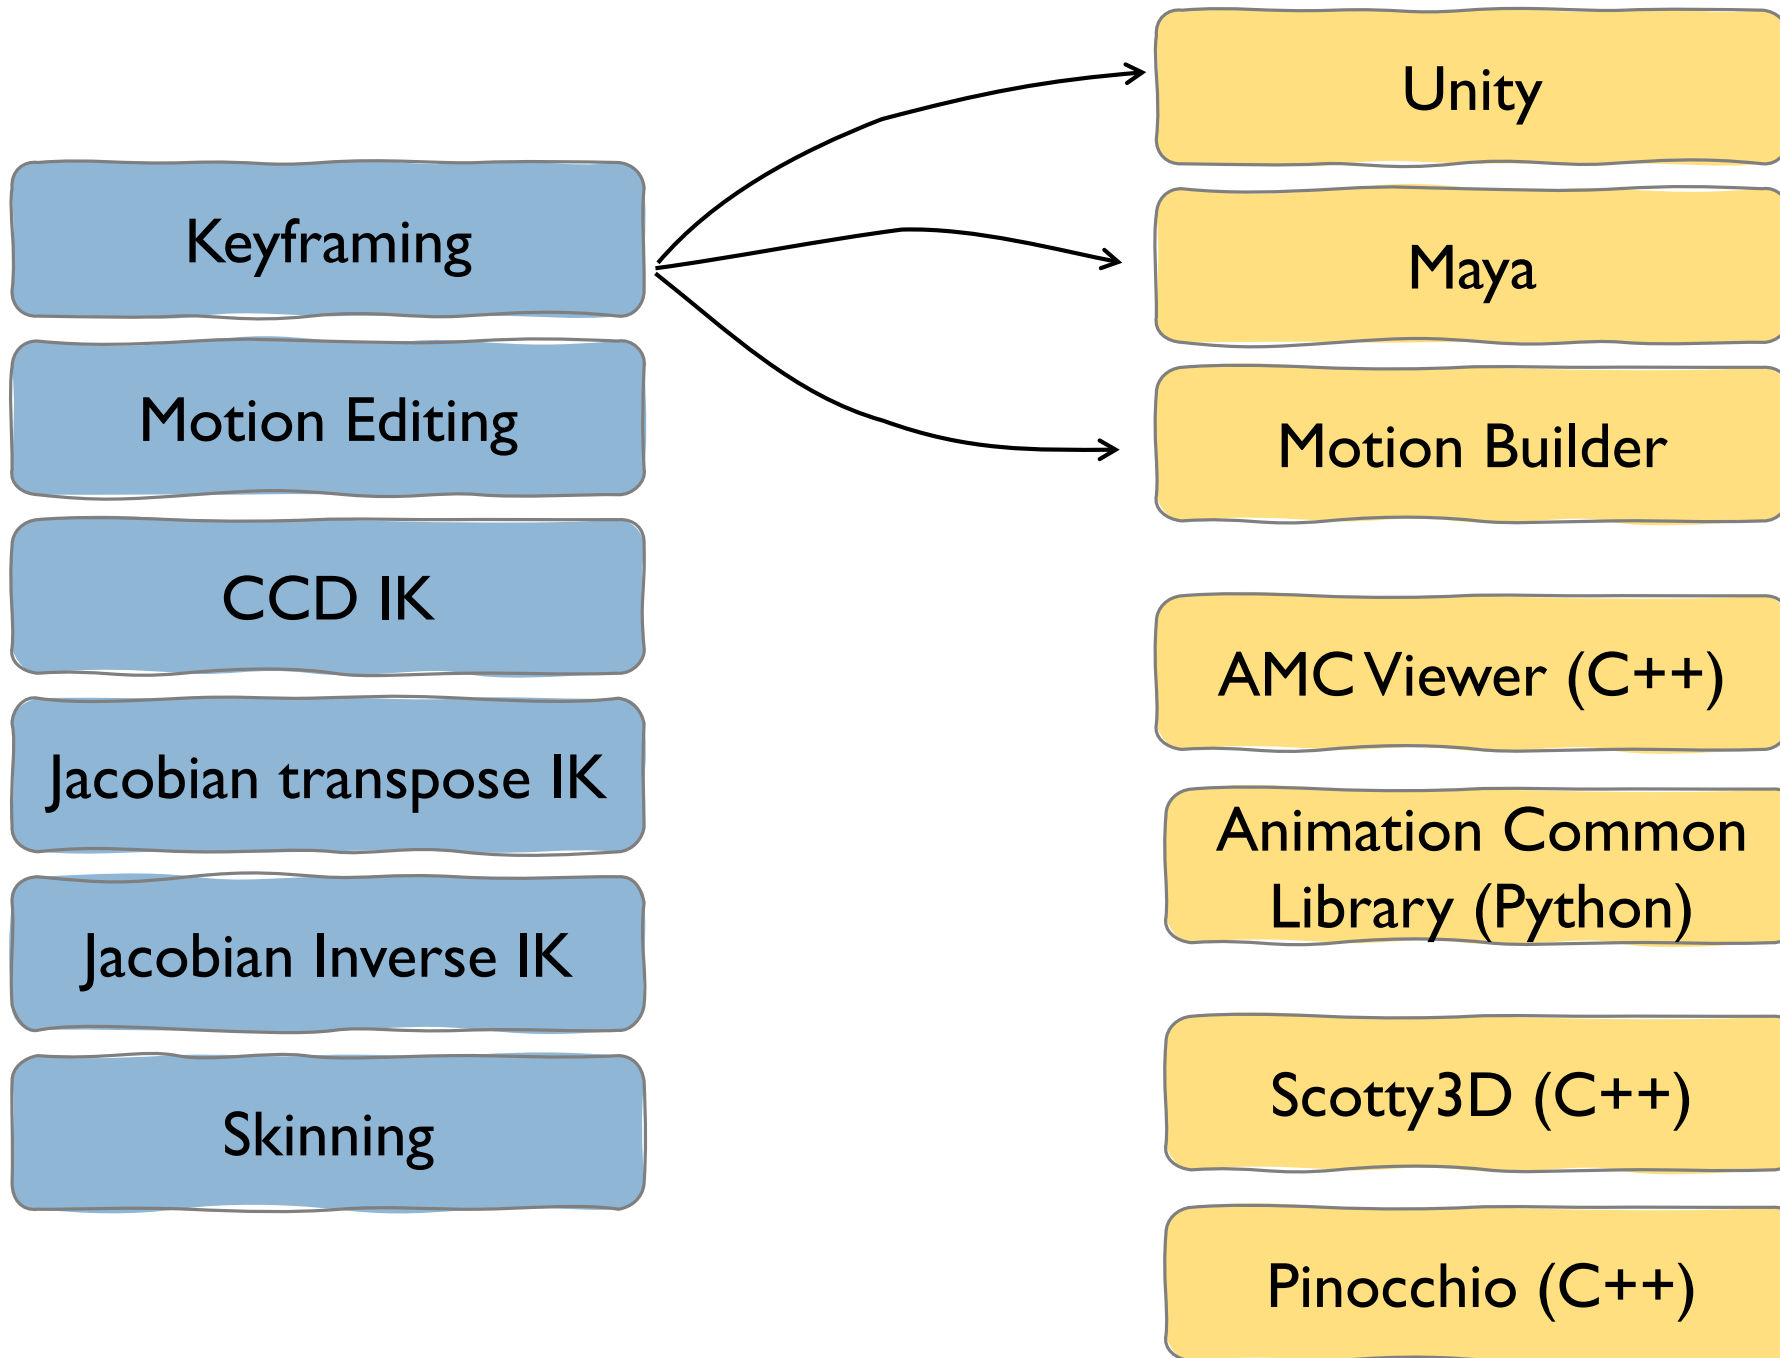 Keyframing
Motion Editing
CCD IK
Jacobian transpose IK
Jacobian Inverse IK
Skinning
Unity
Maya
Motion Builder
AMC Viewer (C++)
Animation Common
Library (Python)
Scotty3D (C++)
Pinocchio (C++)